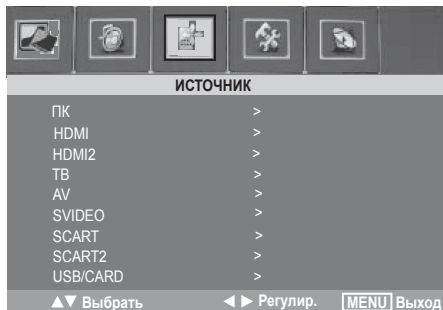 ИСТОЧНИК
ПК >
HDMI >
HDMI2 >
ТВ >
AV >
SVIDEO >
SCART >
SCART2 >
USB/CARD >
▲▼ Выбрать ◄ ► Регулир. MENU Выход